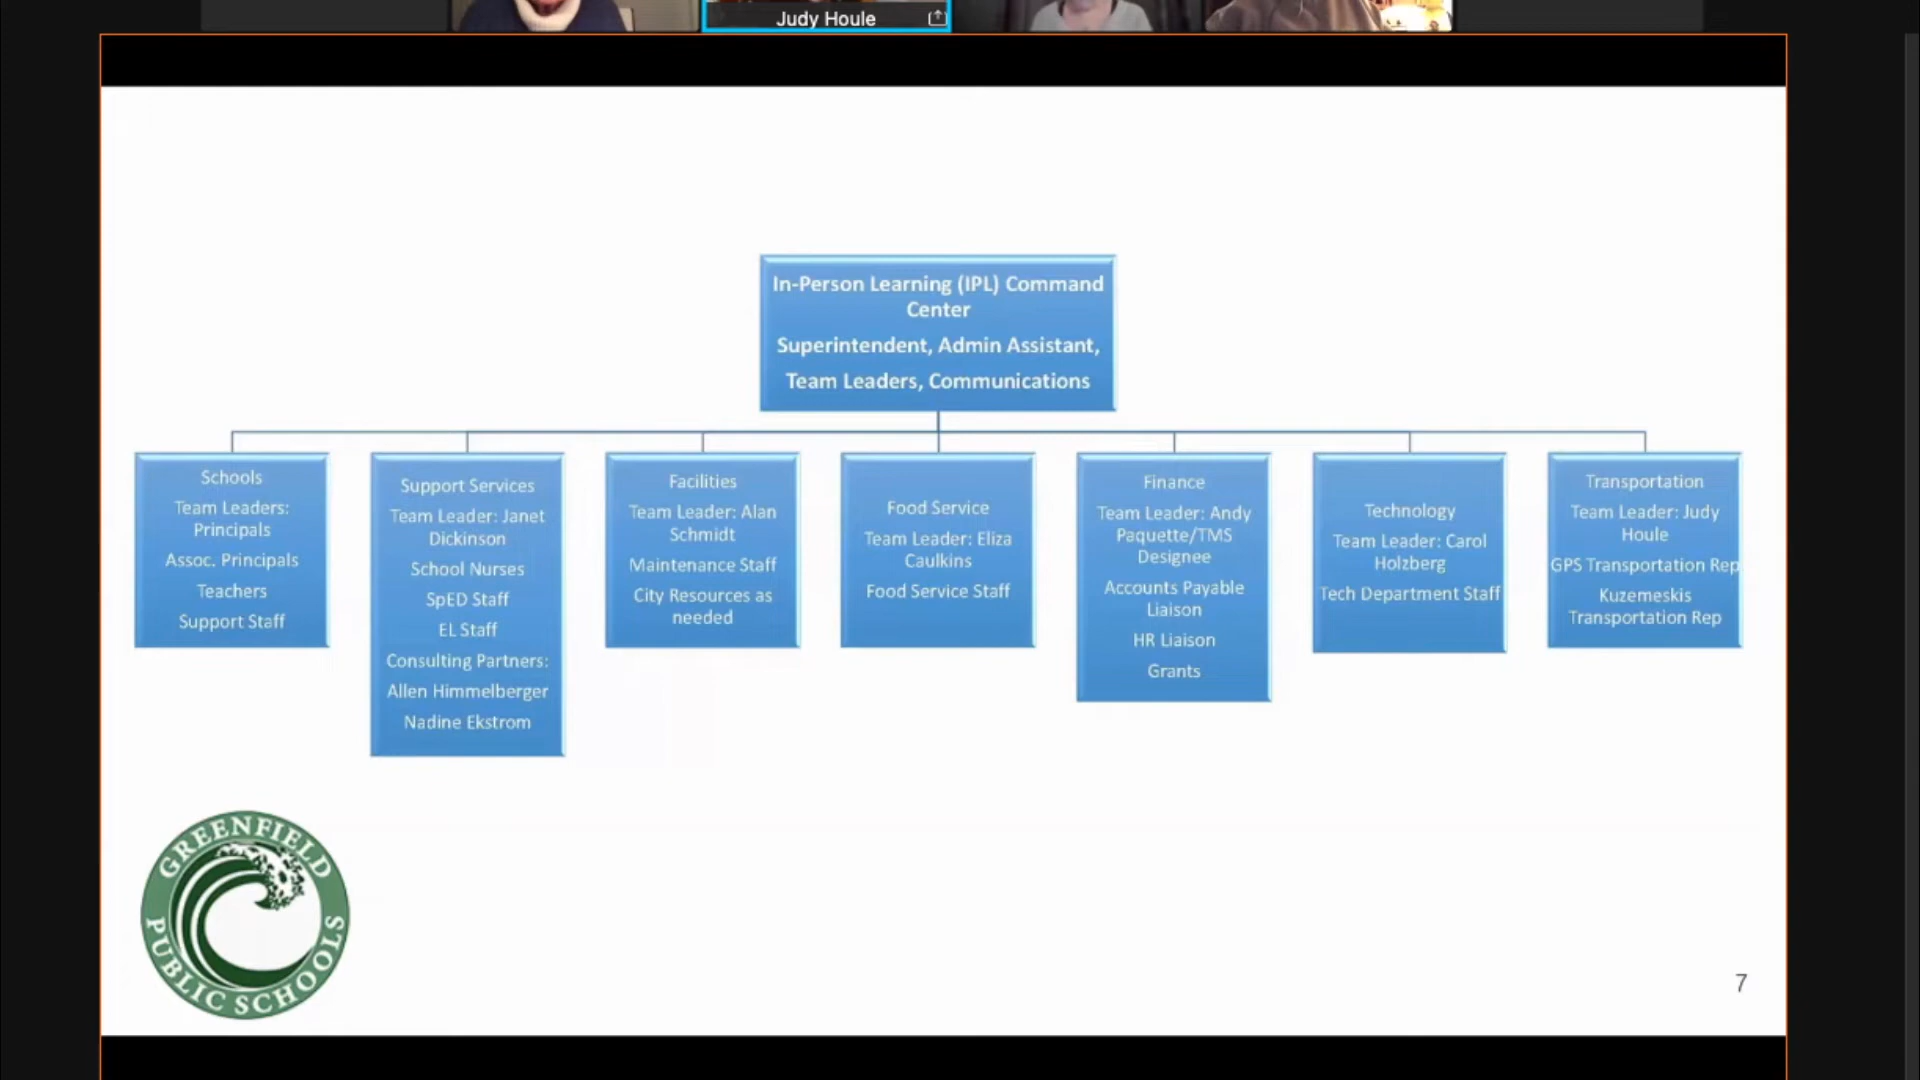 Judy Houle
In-Person Learning (IPL) Command
Center
Superintendent, Admin Assistant,
Team Leaders, Communications
Schools
Team Leaders:
Principals
Assoc. Principals
Teachers
Support Staff
Support Services
Team Leader: Janet
Dickinson
School Nurses
SpED Staff
EL Staff
Consulting Partners:
Allen Himmelberger
Nadine Ekstrom
Facilities
Team Leader: Alan
Schmidt
Maintenance Staff
City Resources as
needed
Food Service
Team Leader: Eliza
Caulkins
Food Service Staff
Finance
Team Leader: Andy
Paquette/TMS
Designee
Accounts Payable
Liaison
HR Liaison
Grants
Technology
Team Leader: Carol
Holzberg
Tech Department Staff
Transportation
Team Leader: Judy
Houle
GPS Transportation Rep
Kuzemeskis
Transportation Rep
GREENFIELD
PUBLIC SCHOOLS
7